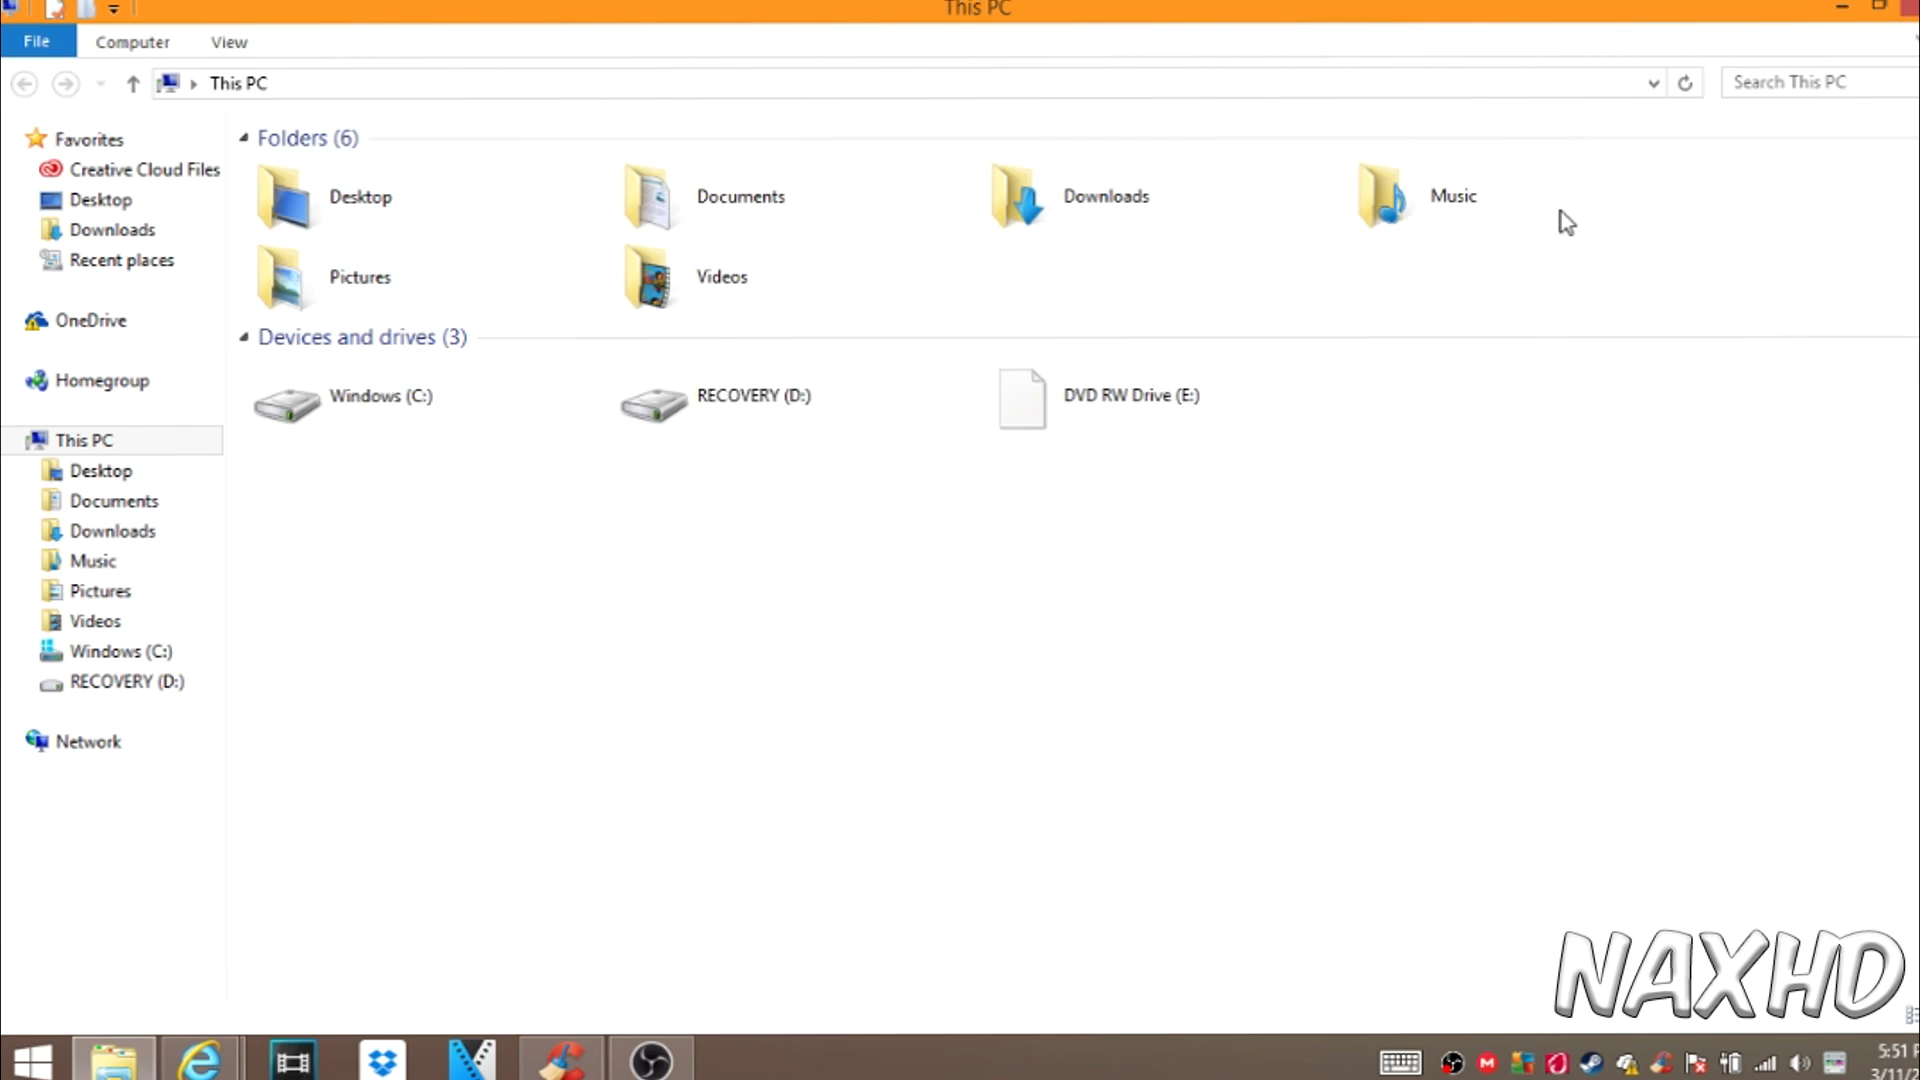 This PC
File
Computer
View
This PC
Search This PC
Favorites
Creative Cloud Files
Desktop
Downloads
Recent places
OneDrive
Homegroup
This PC
Desktop
Documents
Downloads
Music
Pictures
Videos
Windows (C:)
RECOVERY (D:)
Network
Folders (6)
Desktop
Documents
Downloads
Music
Pictures
Videos
Devices and drives (3)
Windows (C:)
RECOVERY (D:)
DVD RW Drive (E:)
NAXHD
5:51
3/11/2